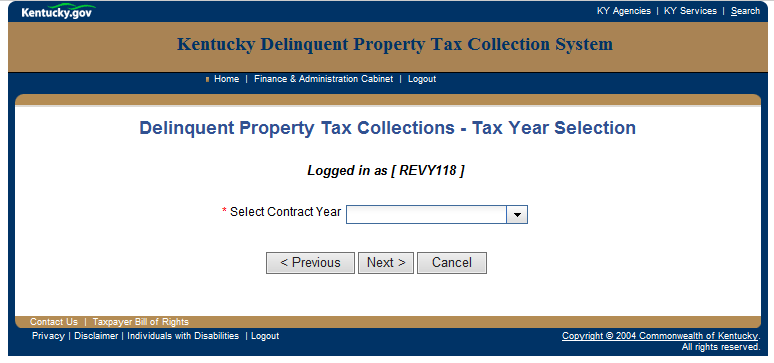 Kentucky.gov KY Agencies | KY Services | Search
Kentucky Delinquent Property Tax Collection System
Home | Finance & Administration Cabinet | Logout
Delinquent Property Tax Collections - Tax Year Selection
Logged in as [ REVY118 ]
* Select Contract Year
< Previous Next > Cancel
Contact Us | Taxpayer Bill of Rights
Privacy | Disclaimer | Individuals with Disabilities | Logout Copyright © 2004 Commonwealth of Kentucky.
All rights reserved.